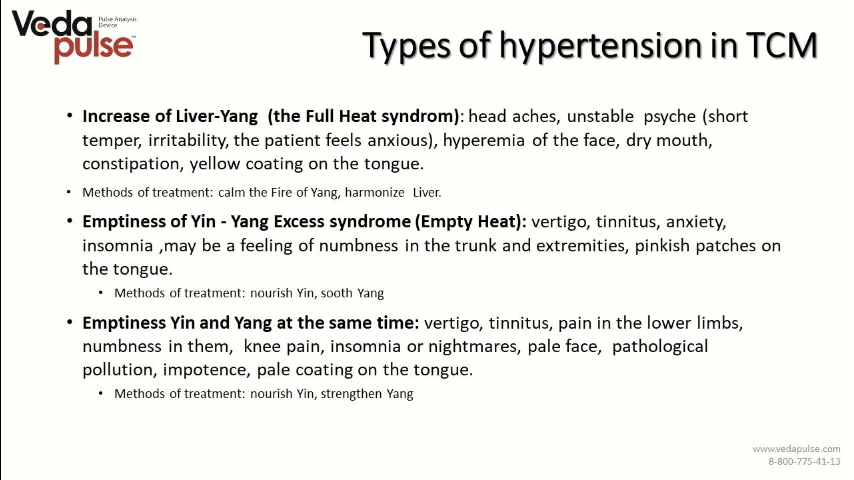 Veda pulse™
Pulse Analysis
Device
Types of hypertension in TCM
• Increase of Liver-Yang (the Full Heat syndrom): head aches, unstable psyche (short
temper, irritability, the patient feels anxious), hyperemia of the face, dry mouth,
constipation, yellow coating on the tongue.
• Methods of treatment: calm the Fire of Yang, harmonize Liver.
• Emptiness of Yin - Yang Excess syndrome (Empty Heat): vertigo, tinnitus, anxiety,
insomnia ,may be a feeling of numbness in the trunk and extremities, pinkish patches on
the tongue.
• Methods of treatment: nourish Yin, sooth Yang
• Emptiness Yin and Yang at the same time: vertigo, tinnitus, pain in the lower limbs,
numbness in them, knee pain, insomnia or nightmares, pale face, pathological
pollution, impotence, pale coating on the tongue.
• Methods of treatment: nourish Yin, strengthen Yang
www.vedapulse.com
8-800-775-41-13